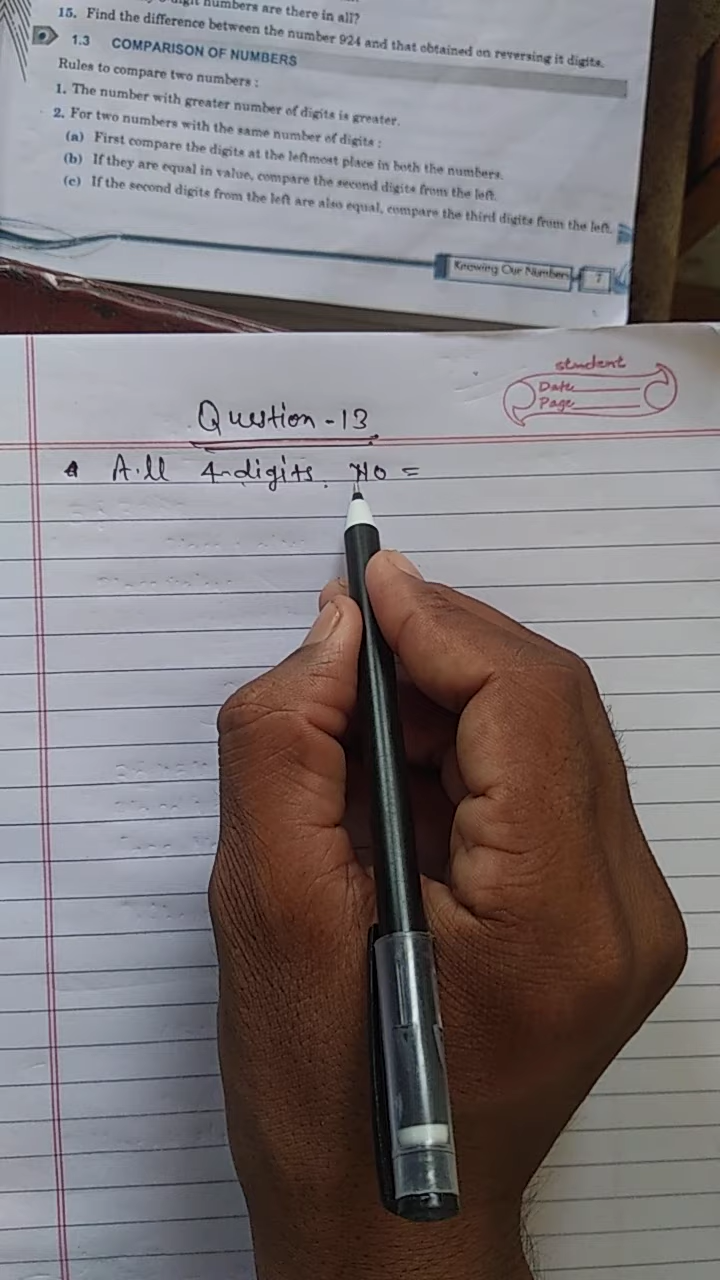 digit numbers are there in all?
15. Find the difference between the number 924 and that obtained on reversing it digits.
1.3 COMPARISON OF NUMBERS
Rules to compare two numbers :
1. The number with greater number of digits is greater.
2. For two numbers with the same number of digits :
(a) First compare the digits at the leftmost place in both the numbers.
(b) If they are equal in value, compare the second digits from the left.
(c) If the second digits from the left are also equal, compare the third digits from the left.
Knowing Our Numbers 7
student
Date
Page
Question - 13
All 4-digits. No =